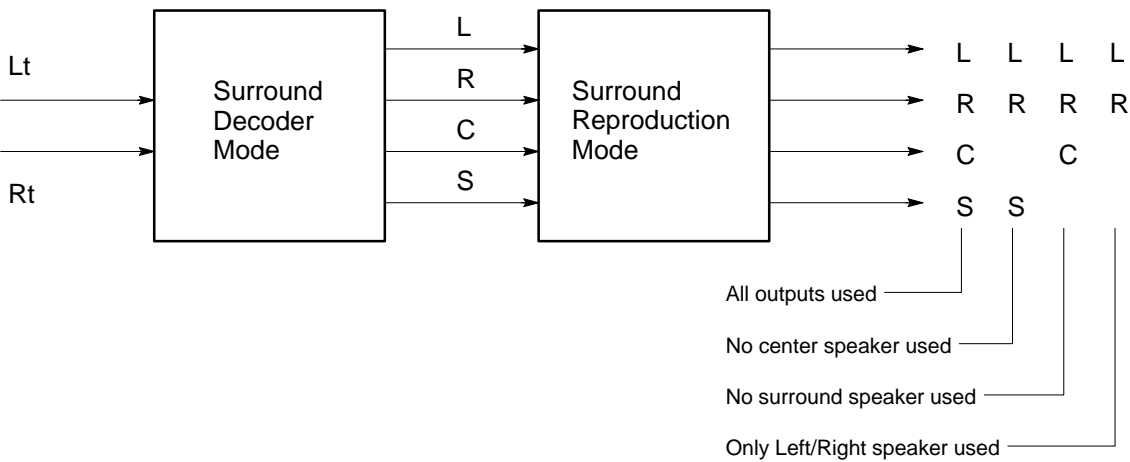 Lt
Rt
Surround
Decoder
Mode
L
R
C
S
Surround
Reproduction
Mode
L L L L
R R R R
C C
S S
All outputs used
No center speaker used
No surround speaker used
Only Left/Right speaker used